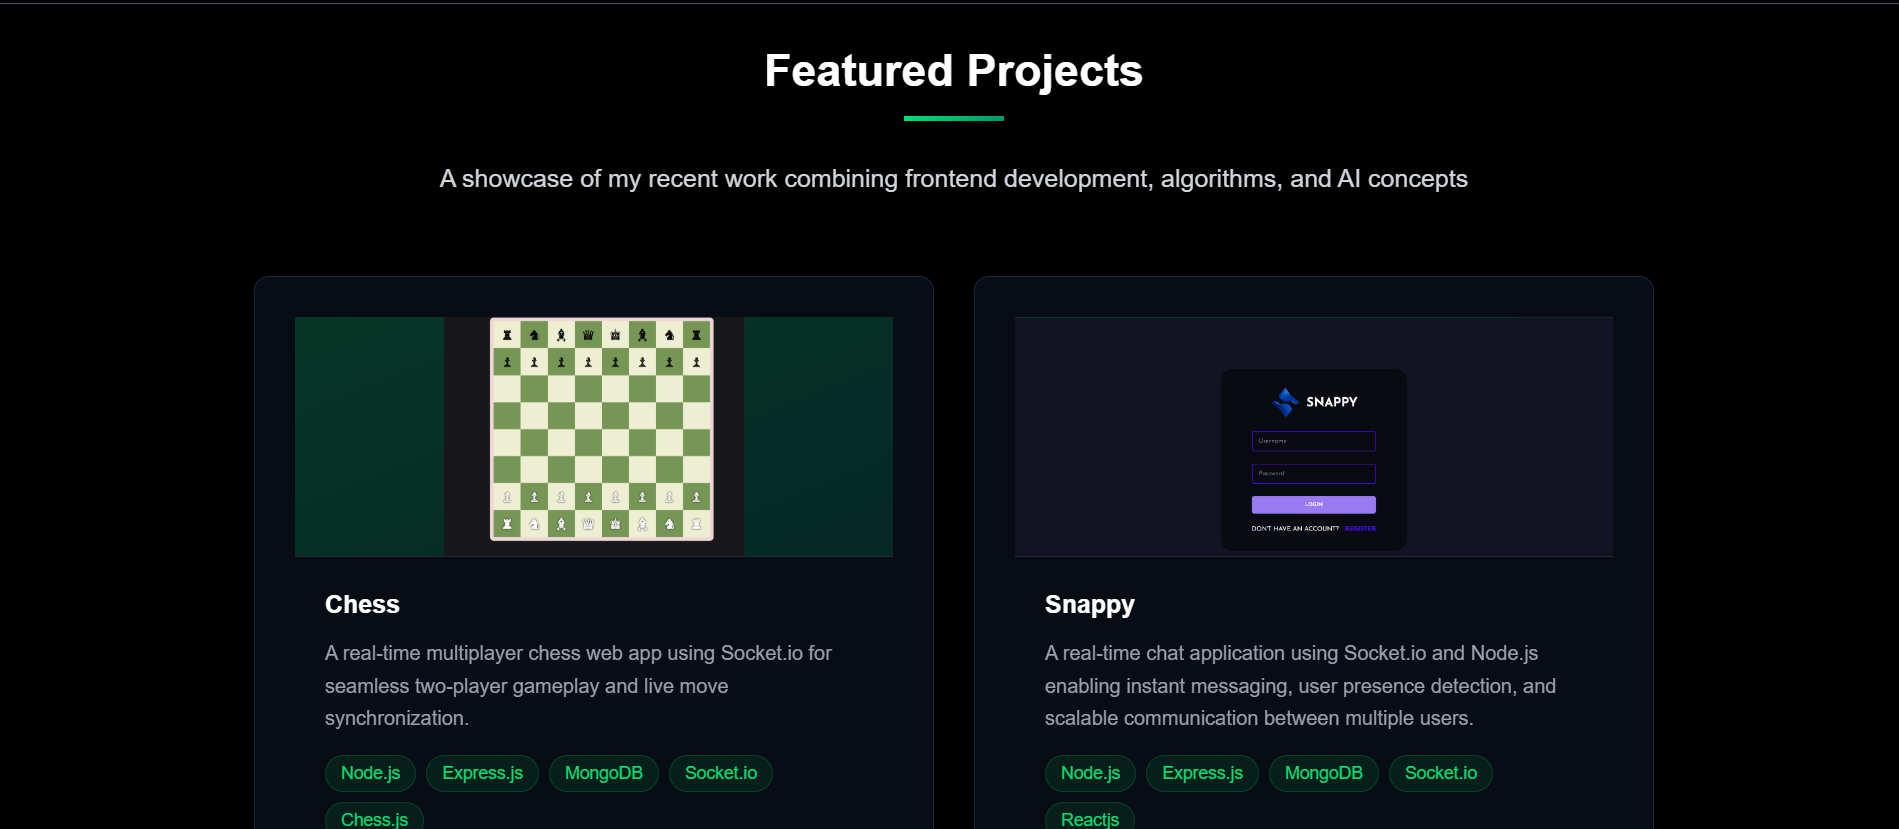 Featured Projects
A showcase of my recent work combining frontend development, algorithms, and AI concepts
SNAPPY
Username
Password
LOGIN
DON'T HAVE AN ACCOUNT? REGISTER
Chess
A real-time multiplayer chess web app using Socket.io for
seamless two-player gameplay and live move
synchronization.
Node.js Express.js MongoDB Socket.io
Chess.js
Snappy
A real-time chat application using Socket.io and Node.js
enabling instant messaging, user presence detection, and
scalable communication between multiple users.
Node.js Express.js MongoDB Socket.io
Reactjs